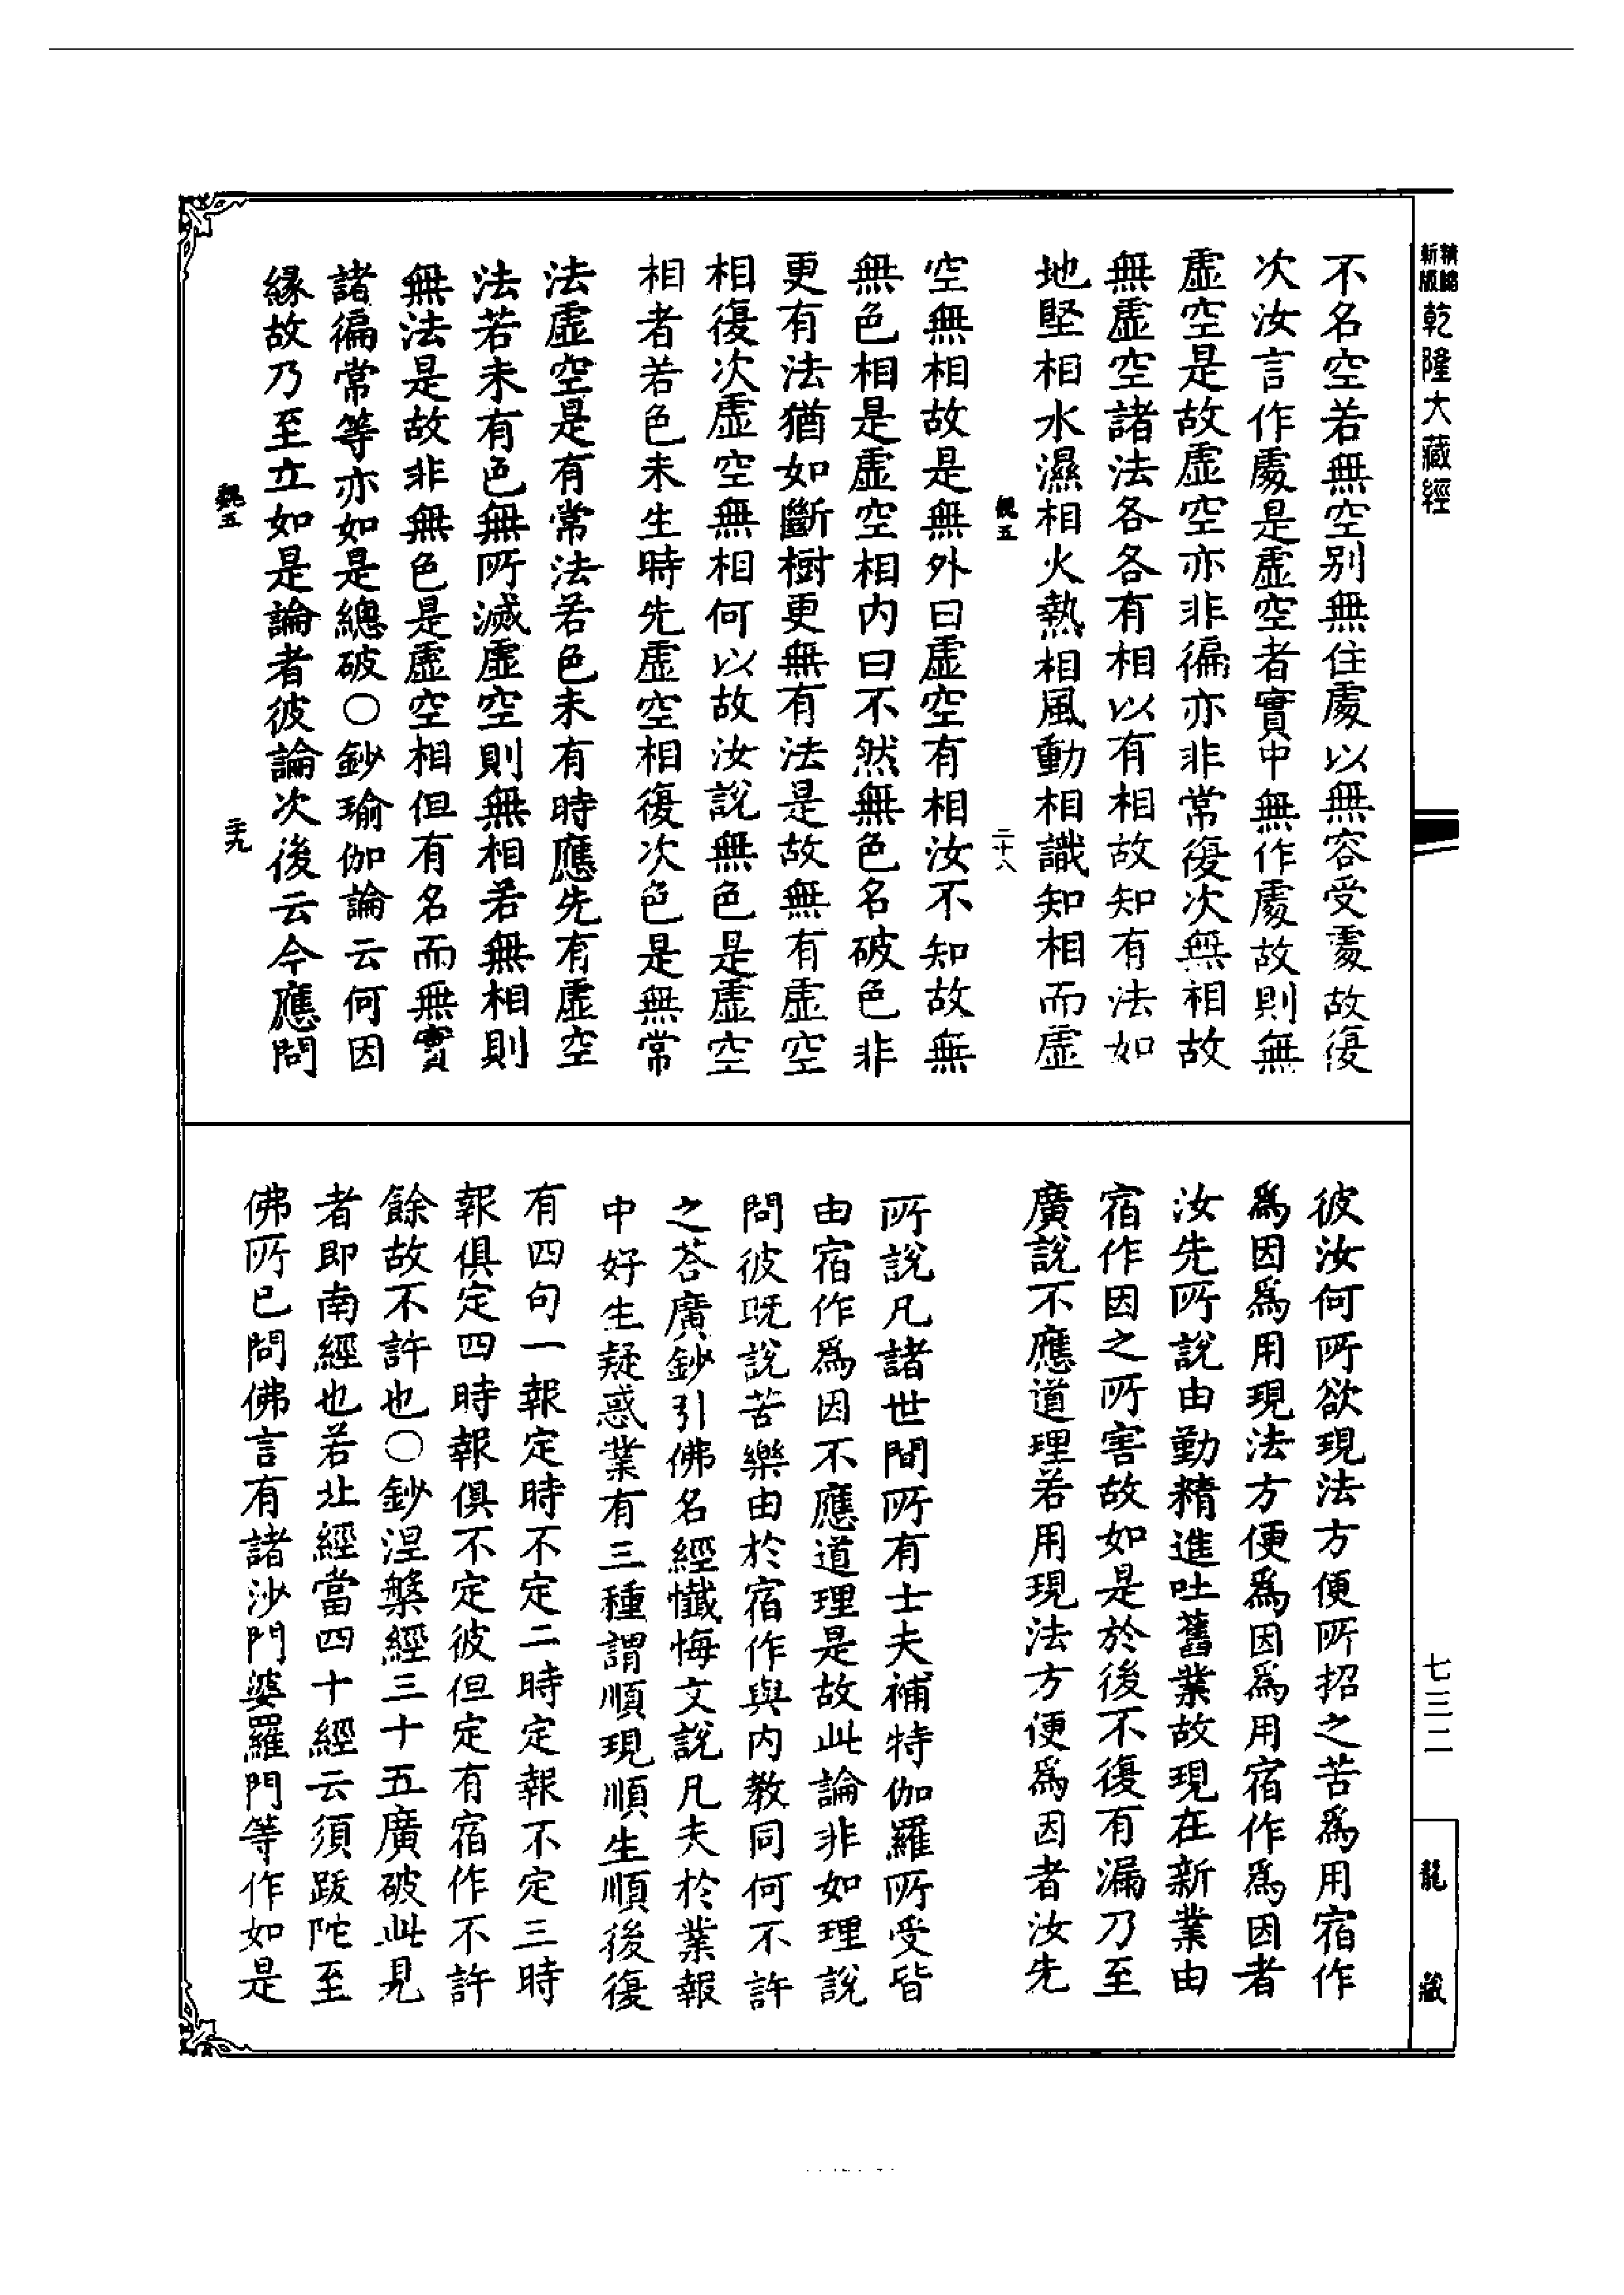 新版
精縮
乾隆大藏經
七三二
龍藏
不名空若無空别無住處以無容受處故復
次汝言作處是虛空者實中無作處故則無
虛空是故虛空亦非徧亦非常復次無相故
無虛空諸法各各有相以有相故知有法如
地堅相水濕相火熱相風動相識知相而虛
魏五
二十八
空無相故是無外曰虛空有相汝不知故無
無色相是虛空相内曰不然無色名破色非
更有法猶如斷樹更無有法是故無有虛空
相復次虛空無相何以故汝說無色是虛空
相者若色未生時先虛空相復次色是無常
法虛空是有常法若色未有時應先有虛空
法若未有色無所滅虛空則無相若無相則
無法是故非無色是虛空相但有名而無實
諸徧常等亦如是總破〇鈔瑜伽論云何因
緣故乃至立如是論者彼論次後云今應問
魏五
二十九
彼汝何所欲現法方便所招之苦爲用宿作
爲因爲用現法方便爲因爲用宿作爲因者
汝先所說由勤精進吐舊業故現在新業由
宿作因之所害故如是於後不復有漏乃至
廣說不應道理若用現法方便爲因者汝先
所說凡諸世間所有士夫補特伽羅所受皆
由宿作爲因不應道理是故此論非如理說
問彼旣說苦樂由於宿作與内教同何不許
之荅廣鈔引佛名經懺悔文說凡夫於業報
中好生疑惑業有三種謂順現順生順後復
有四句一報定時不定二時定報不定三時
報俱定四時報俱不定彼但定有宿作不許
餘故不許也〇鈔涅槃經三十五廣破此見
者即南經也若北經當四十經云須跋陀至
佛所已問佛言有諸沙門婆羅門等作如是